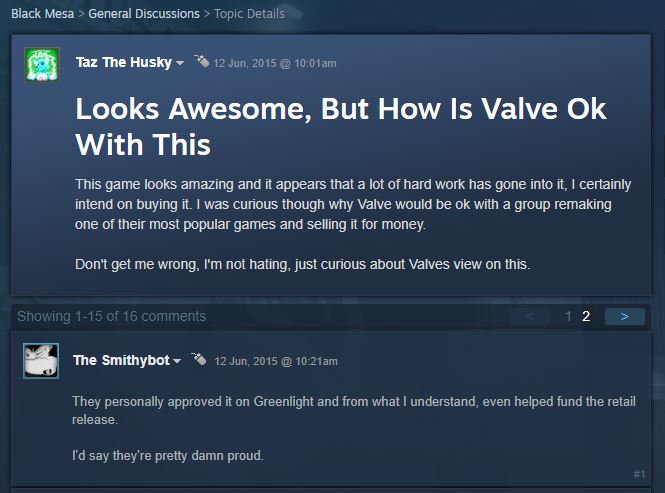 Black Mesa > General Discussions > Topic Details
Taz The Husky 12 Jun, 2015 @ 10:01am
Looks Awesome, But How Is Valve Ok
With This
This game looks amazing and it appears that a lot of hard work has gone into it, I certainly
intend on buying it. I was curious though why Valve would be ok with a group remaking
one of their most popular games and selling it for money.
Don't get me wrong, I'm not hating, just curious about Valves view on this.
Showing 1-15 of 16 comments < 1 2 >
The Smithybot 12 Jun, 2015 @ 10:21am
They personally approved it on Greenlight and from what I understand, even helped fund the retail
release.
I'd say they're pretty damn proud.
#1